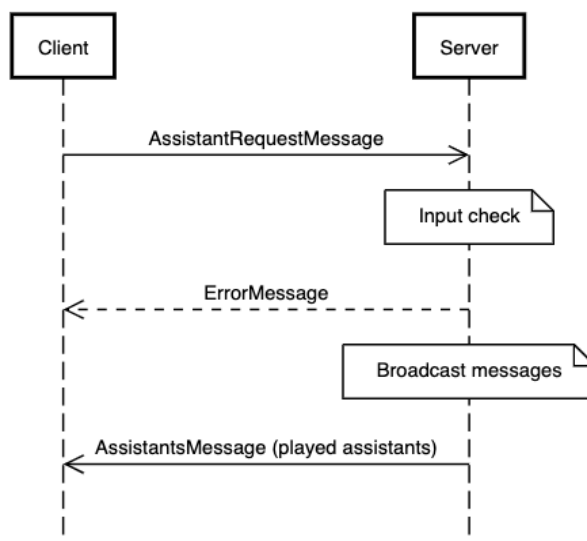 Client
Server
AssistantRequestMessage
Input check
ErrorMessage
Broadcast messages
AssistantsMessage (played assistants)